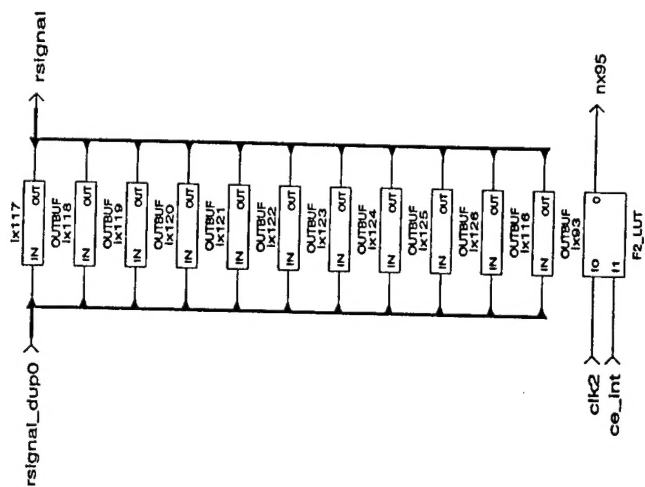 rsignal_dup0
rsignal
ix117
IN OUT
OUTBUF
ix118
IN OUT
OUTBUF
ix119
IN OUT
OUTBUF
ix120
IN OUT
OUTBUF
ix121
IN OUT
OUTBUF
ix122
IN OUT
OUTBUF
ix123
IN OUT
OUTBUF
ix124
IN OUT
OUTBUF
ix125
IN OUT
OUTBUF
ix126
IN OUT
OUTBUF
ix116
IN OUT
OUTBUF
ix93
clk2
I0 O
nx95
ce_int
I1
F2_LUT